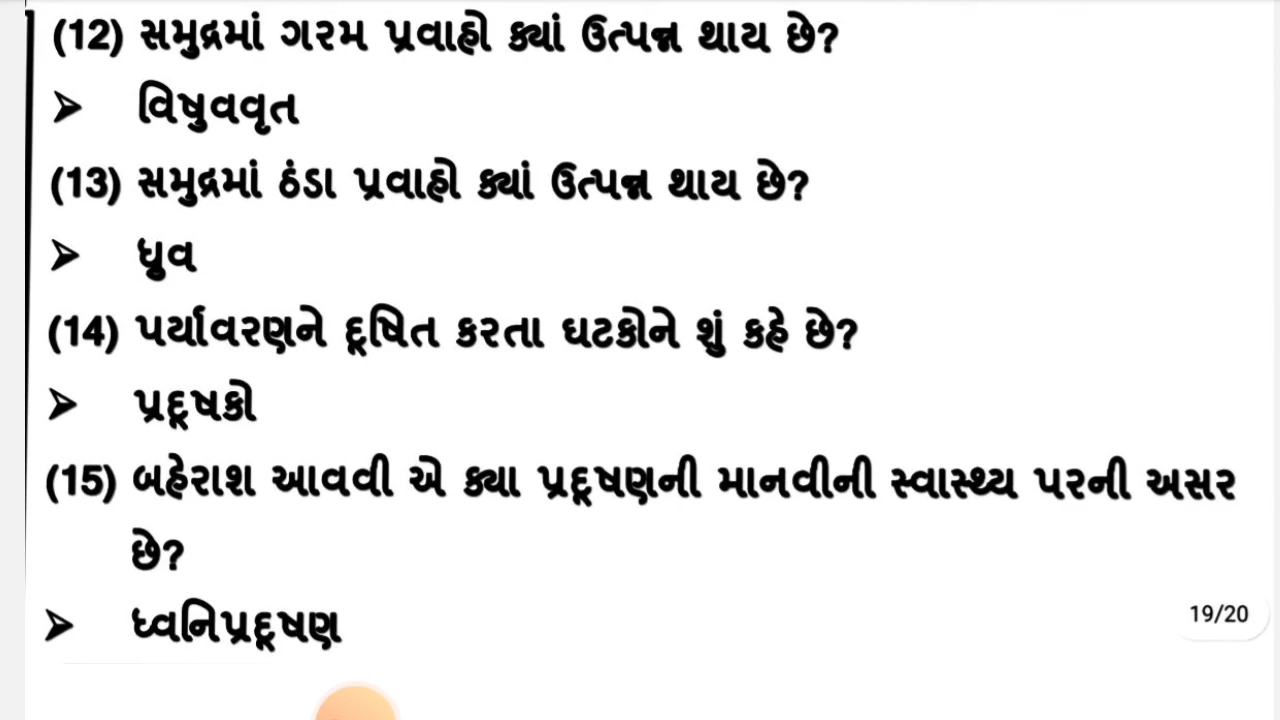 (12) સમુદ્રમાં ગરમ પ્રવાહો ક્યાં ઉત્પન્ન થાય છે?
➤ વિષુવવૃત
(13) સમુદ્રમાં ઠંડા પ્રવાહો ક્યાં ઉત્પન્ન થાય છે?
➤ ધ્રુવ
(14) પર્યાવરણને દૂષિત કરતા ઘટકોને શું કહે છે?
➤ પ્રદૂષકો
(15) બહેરાશ આવવી એ ક્યા પ્રદૂષણની માનવીની સ્વાસ્થ્ય પરની અસર
છે?
➤ ધ્વનિપ્રદૂષણ
19/20